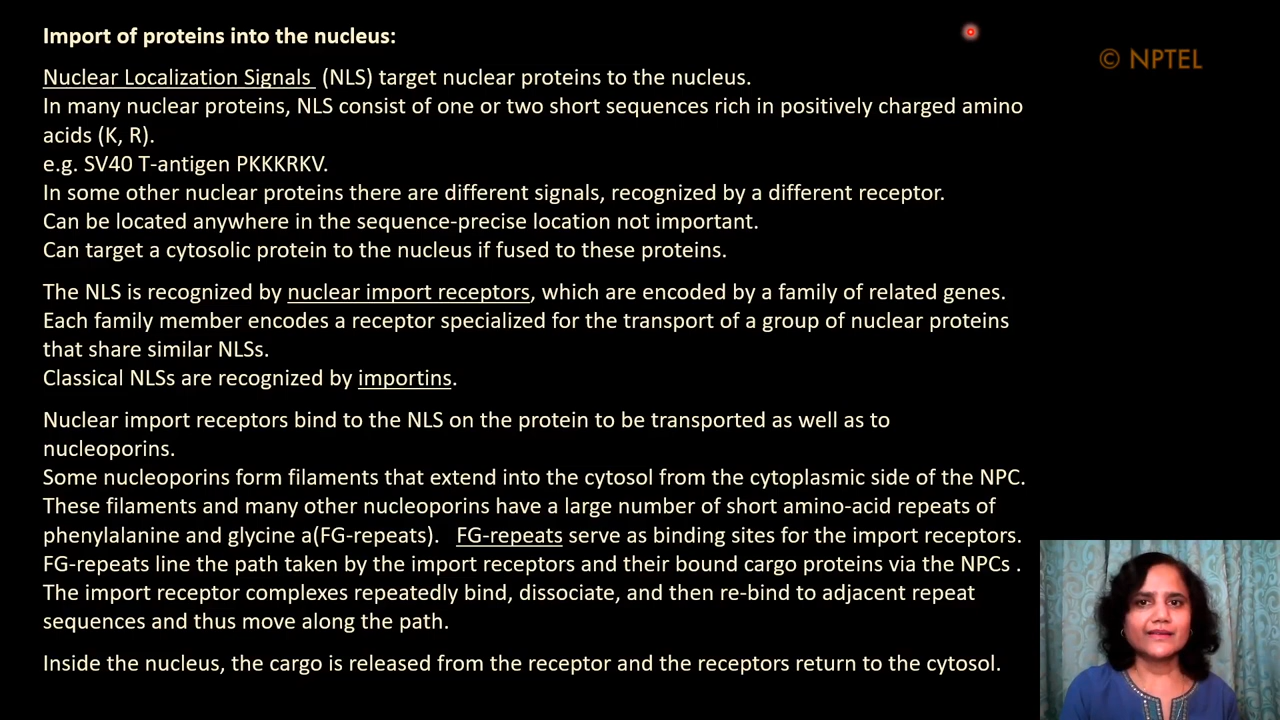 Import of proteins into the nucleus:
© NPTEL
Nuclear Localization Signals (NLS) target nuclear proteins to the nucleus.
In many nuclear proteins, NLS consist of one or two short sequences rich in positively charged amino
acids (K, R).
e.g. SV40 T-antigen PKKKRKV.
In some other nuclear proteins there are different signals, recognized by a different receptor.
Can be located anywhere in the sequence-precise location not important.
Can target a cytosolic protein to the nucleus if fused to these proteins.
The NLS is recognized by nuclear import receptors, which are encoded by a family of related genes.
Each family member encodes a receptor specialized for the transport of a group of nuclear proteins
that share similar NLSs.
Classical NLSs are recognized by importins.
Nuclear import receptors bind to the NLS on the protein to be transported as well as to
nucleoporins.
Some nucleoporins form filaments that extend into the cytosol from the cytoplasmic side of the NPC.
These filaments and many other nucleoporins have a large number of short amino-acid repeats of
phenylalanine and glycine a(FG-repeats). FG-repeats serve as binding sites for the import receptors.
FG-repeats line the path taken by the import receptors and their bound cargo proteins via the NPCs .
The import receptor complexes repeatedly bind, dissociate, and then re-bind to adjacent repeat
sequences and thus move along the path.
Inside the nucleus, the cargo is released from the receptor and the receptors return to the cytosol.